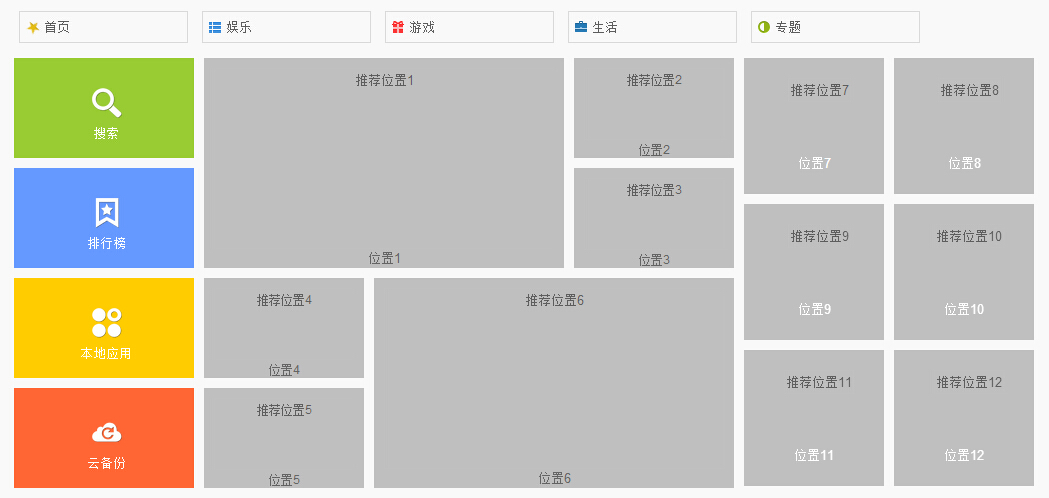 首页
娱乐
游戏
生活
专题
搜索
排行榜
本地应用
云备份
推荐位置1
位置1
推荐位置2
位置2
推荐位置3
位置3
推荐位置4
位置4
推荐位置5
位置5
推荐位置6
位置6
推荐位置7
位置7
推荐位置8
位置8
推荐位置9
位置9
推荐位置10
位置10
推荐位置11
位置11
推荐位置12
位置12